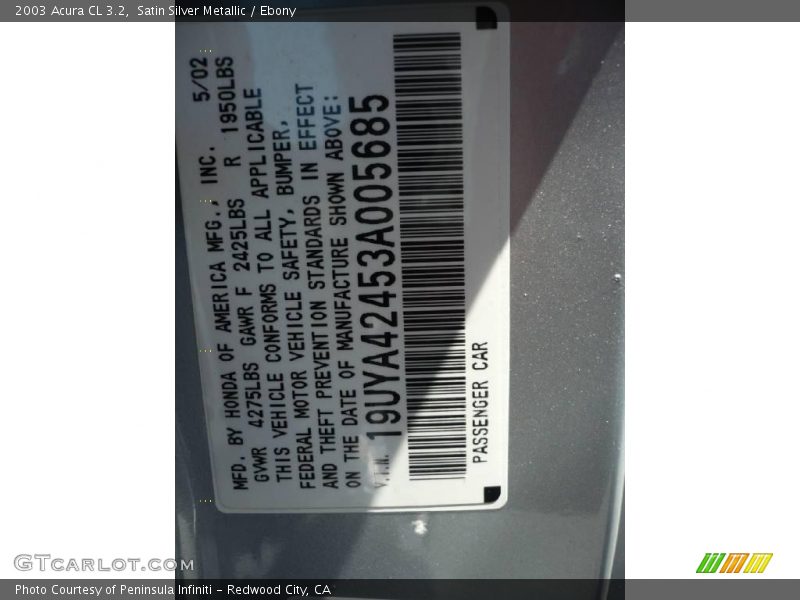 2003 Acura CL 3.2,  Satin Silver Metallic / Ebony
MFD. BY HONDA OF AMERICA MFG., INC. 5/02
GVWR 4275LBS GAWR F 2425LBS R 1950LBS
THIS VEHICLE CONFORMS TO ALL APPLICABLE
FEDERAL MOTOR VEHICLE SAFETY, BUMPER,
AND THEFT PREVENTION STANDARDS IN EFFECT
ON THE DATE OF MANUFACTURE SHOWN ABOVE:
V.I.N. 19UYA42453A005685
PASSENGER CAR
GTCARLOT.COM
Photo Courtesy of Peninsula Infiniti – Redwood City, CA